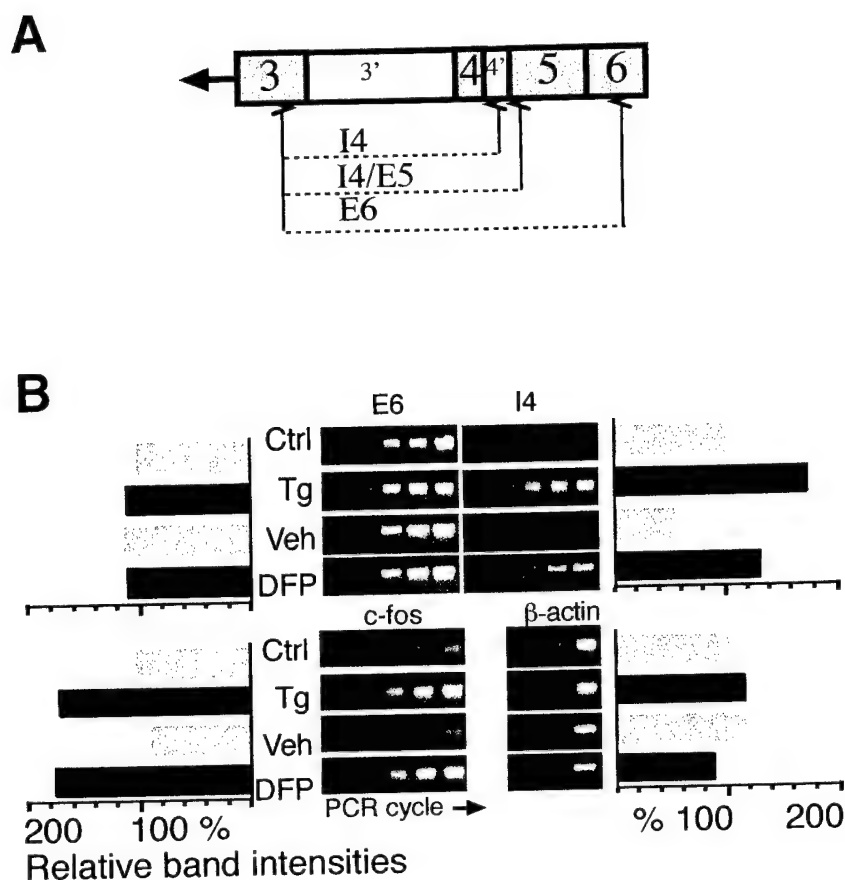 A
3 3' 4 4' 5 6
I4
I4/E5
E6
B
E6 I4
Ctrl
Tg
Veh
DFP
c-fos β-actin
Ctrl
Tg
Veh
DFP
PCR cycle
200 100 % % 100 200
Relative band intensities